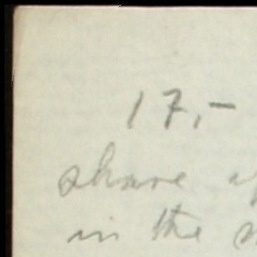 17.-
share
in the